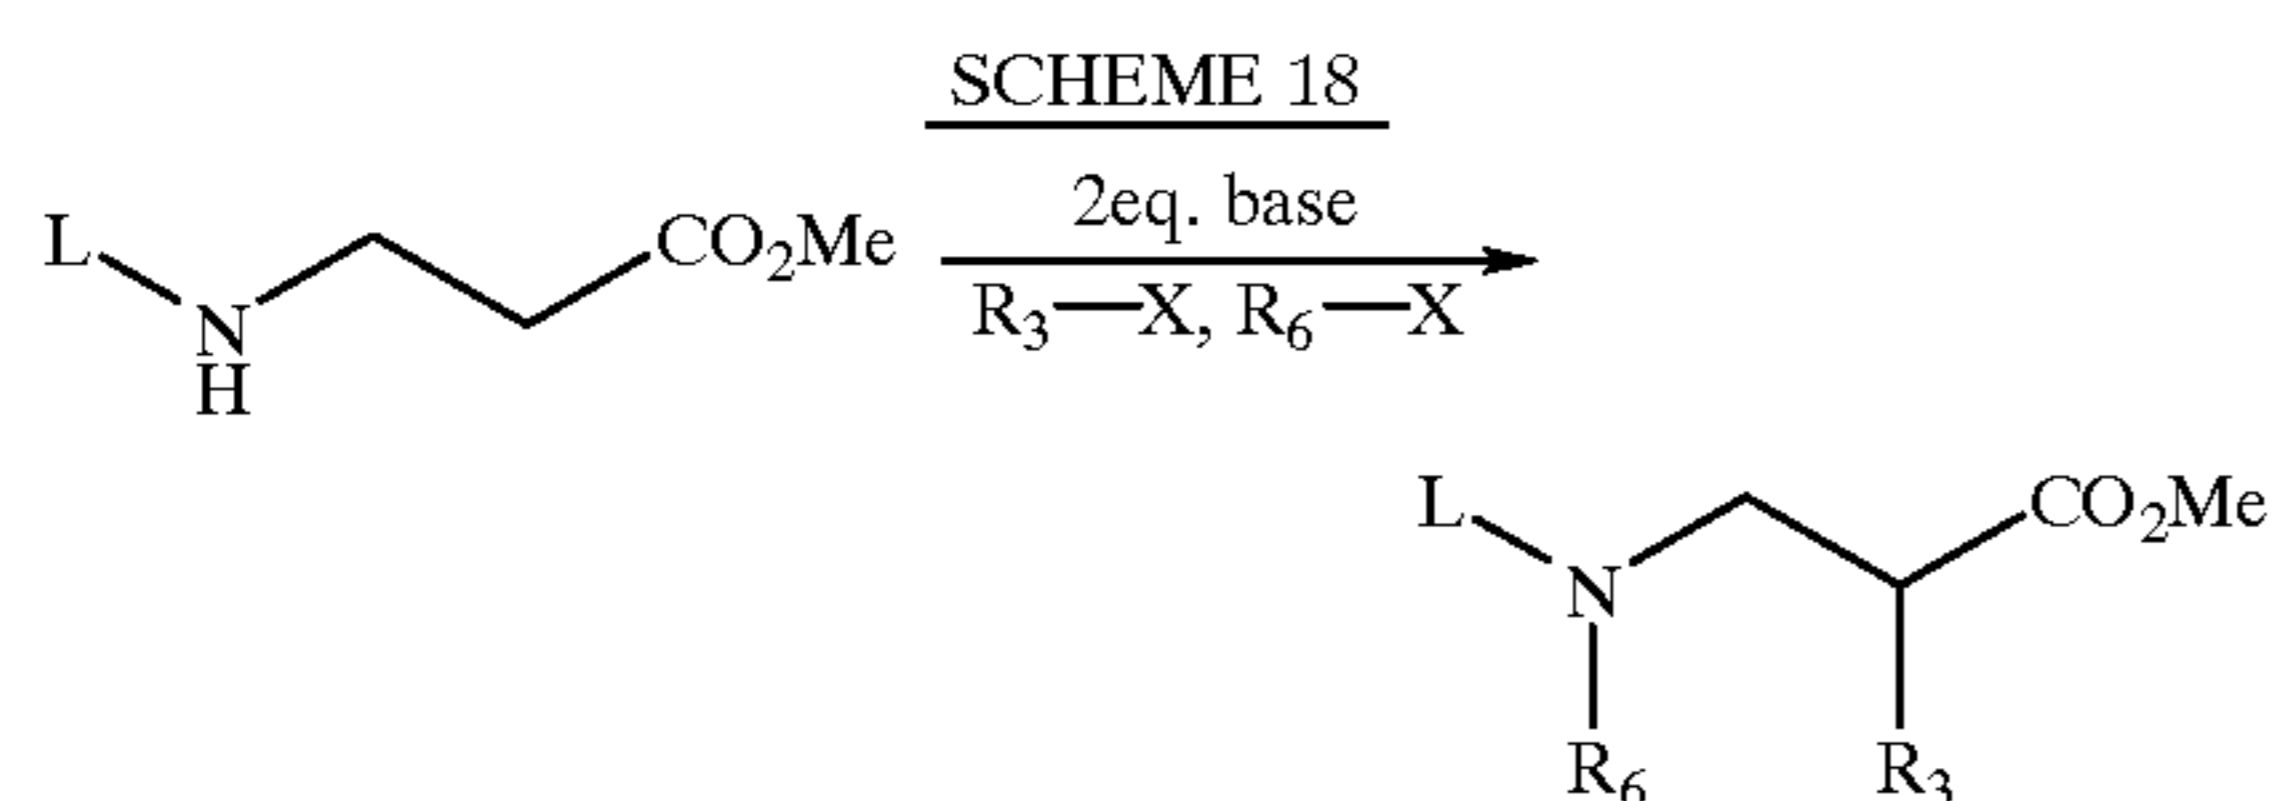 SCHEME 18
2eq. base
L N H CO2Me
R3—X, R6—X
L N CO2Me
R6 R3